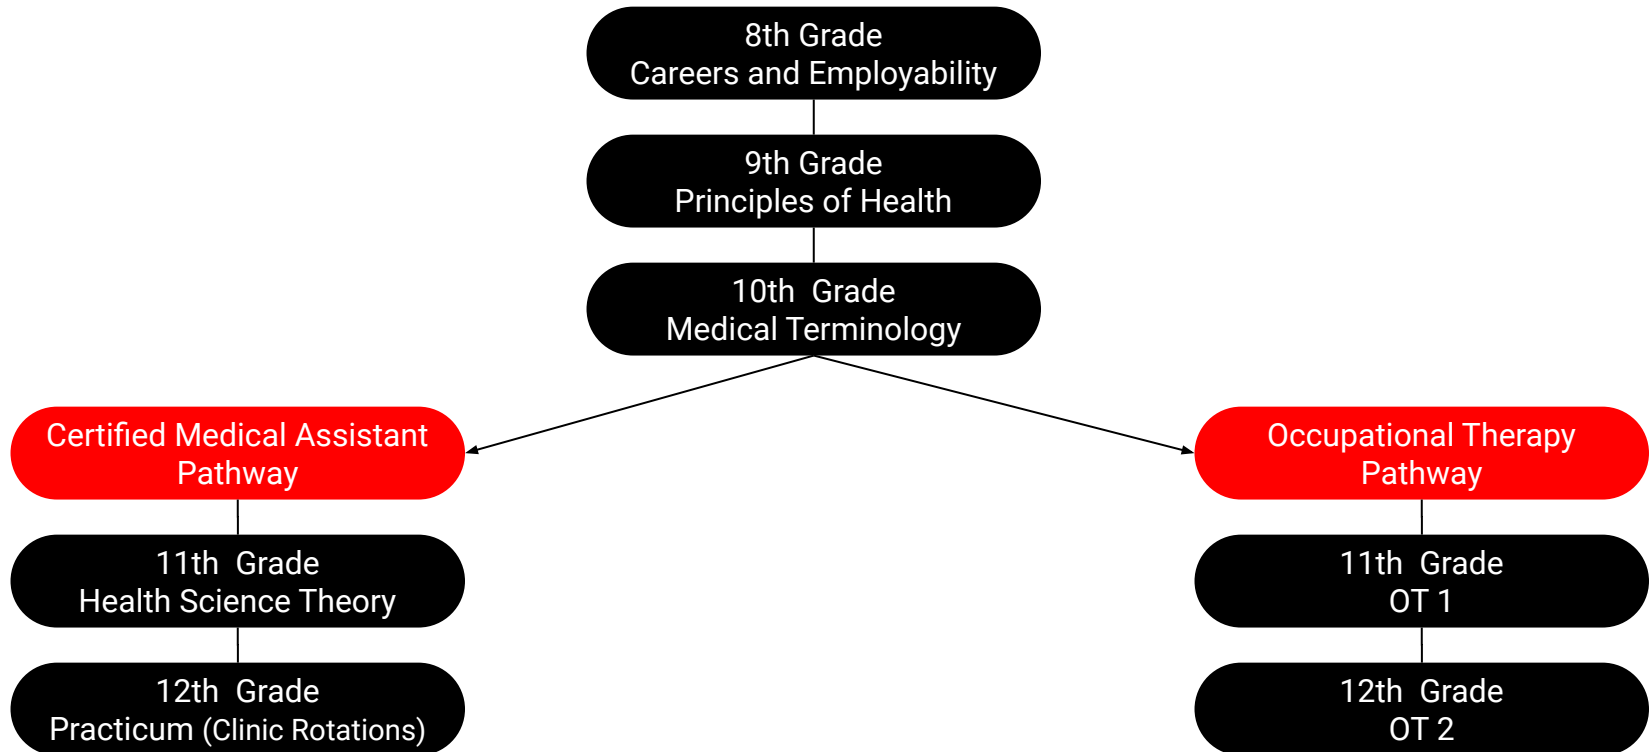 8th Grade
Careers and Employability
9th Grade
Principles of Health
10th  Grade
Medical Terminology
Certified Medical Assistant
Pathway
11th  Grade
Health Science Theory
12th  Grade
Practicum (Clinic Rotations)
Occupational Therapy
Pathway
11th  Grade
OT 1
12th  Grade
OT 2